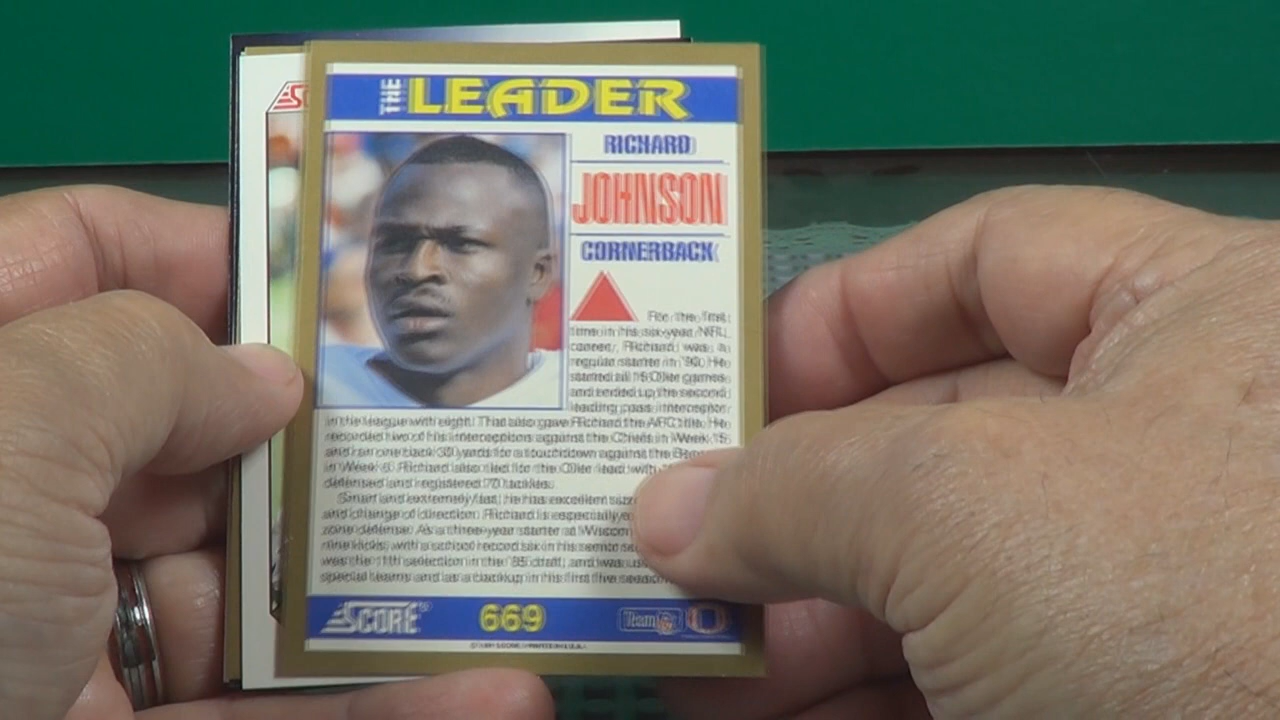 THE LEADER
RICHARD
JOHNSON
CORNERBACK
For the first
time in his six-year NFL
career, Richard was a
regular starter in '90. He
started all 16 Oiler games
and ended up the second
leading pass interceptor
in the league with eight. That also gave Richard the AFC title. He
recorded two of his interceptions against the Chiefs in Week 15
and ran one back 35 yards for a touchdown against the
in Week 6. Richard also tied for the Oiler lead with
defensed and registered 70 tackles.
Smart and extremely fast, he has excellent size
and change of direction. Richard is especially
zone defense. As a three-year starter at
nine kicks, with a school record six in his senior
was the 11th selection in the '85 draft, and was
special teams and as a backup in his first five
SCORE 669 Team NFL